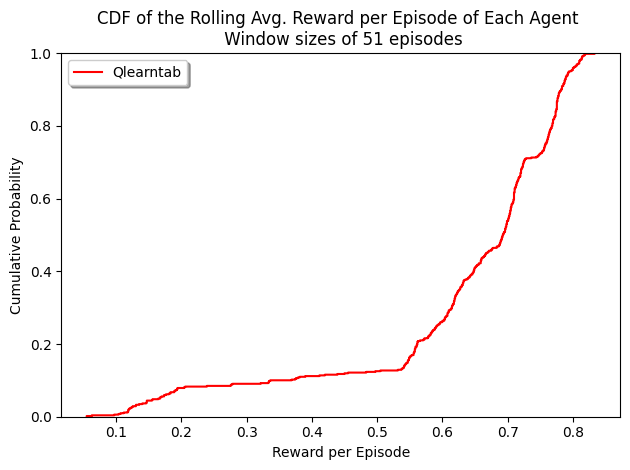 CDF of the Rolling Avg. Reward per Episode of Each Agent
Window sizes of 51 episodes
Qlearntab
1.0
0.8
0.6
0.4
0.2
0.0
Cumulative Probability
0.1 0.2 0.3 0.4 0.5 0.6 0.7 0.8
Reward per Episode